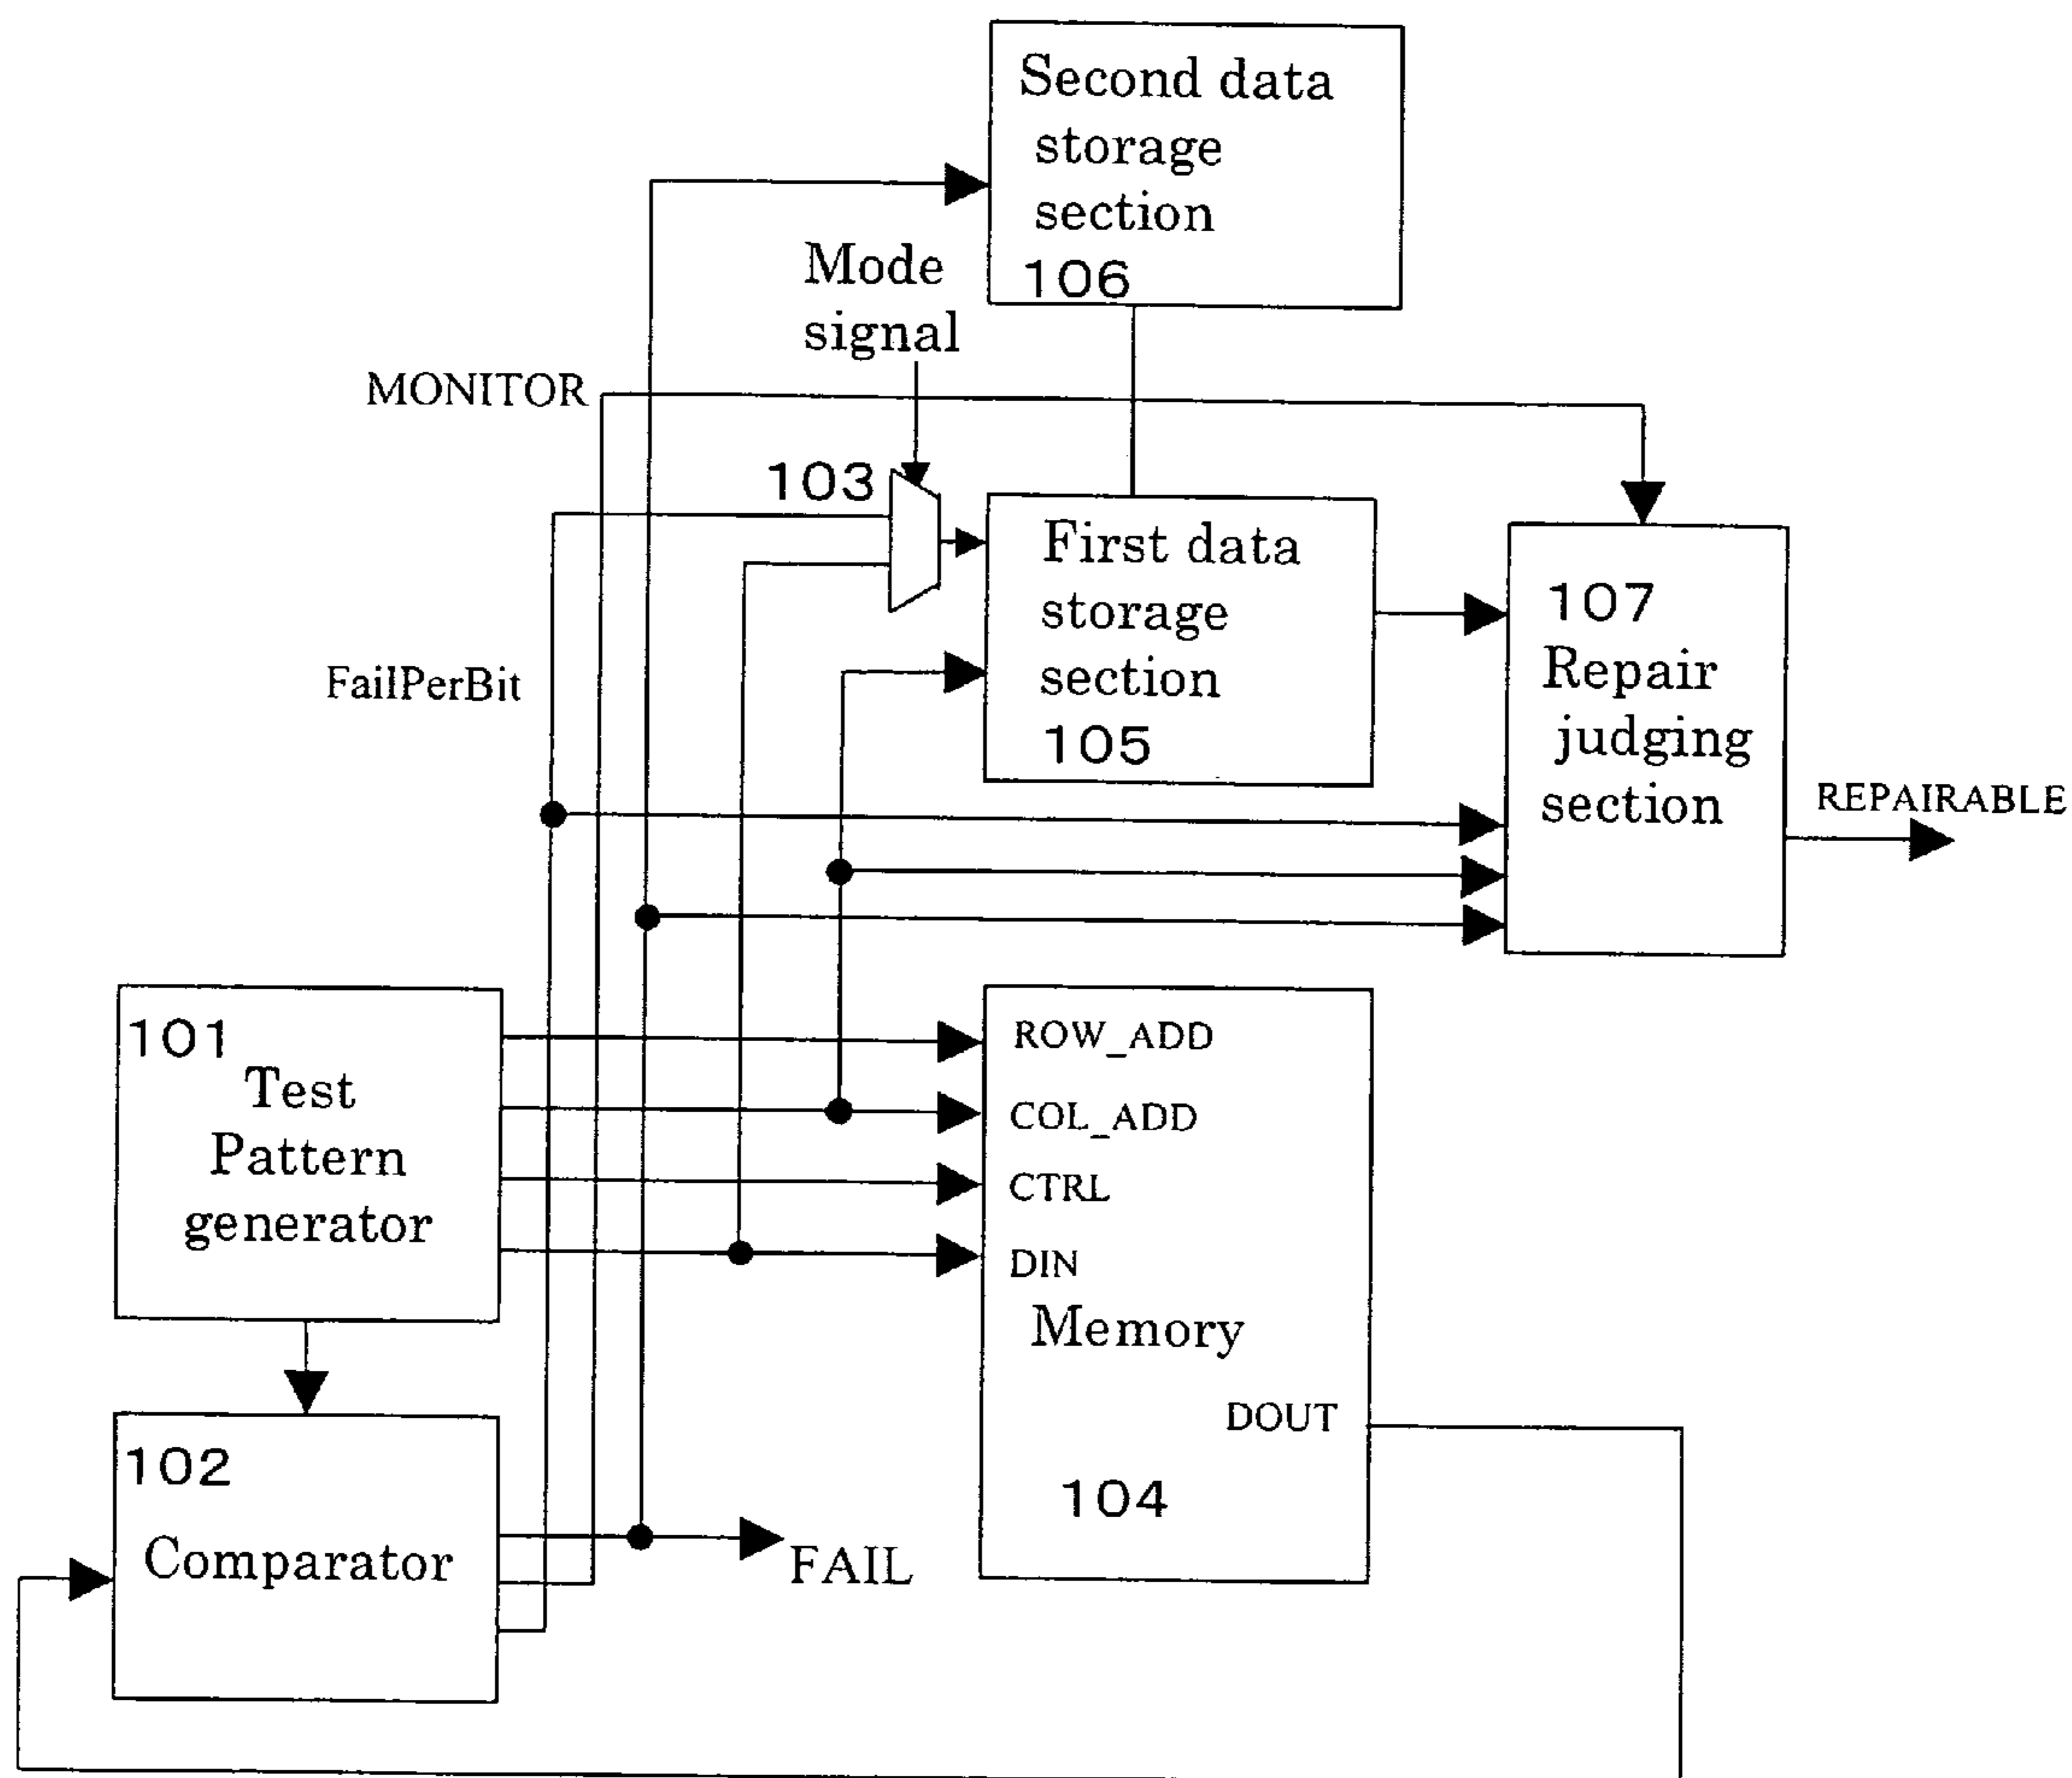 Second data
storage
section
106
Mode
signal
MONITOR
103
First data
storage
section
105
107
Repair
judging
section
FailPerBit
REPAIRABLE
101
Test
Pattern
generator
ROW_ADD
COL_ADD
CTRL
DIN
Memory
DOUT
104
102
Comparator
FAIL